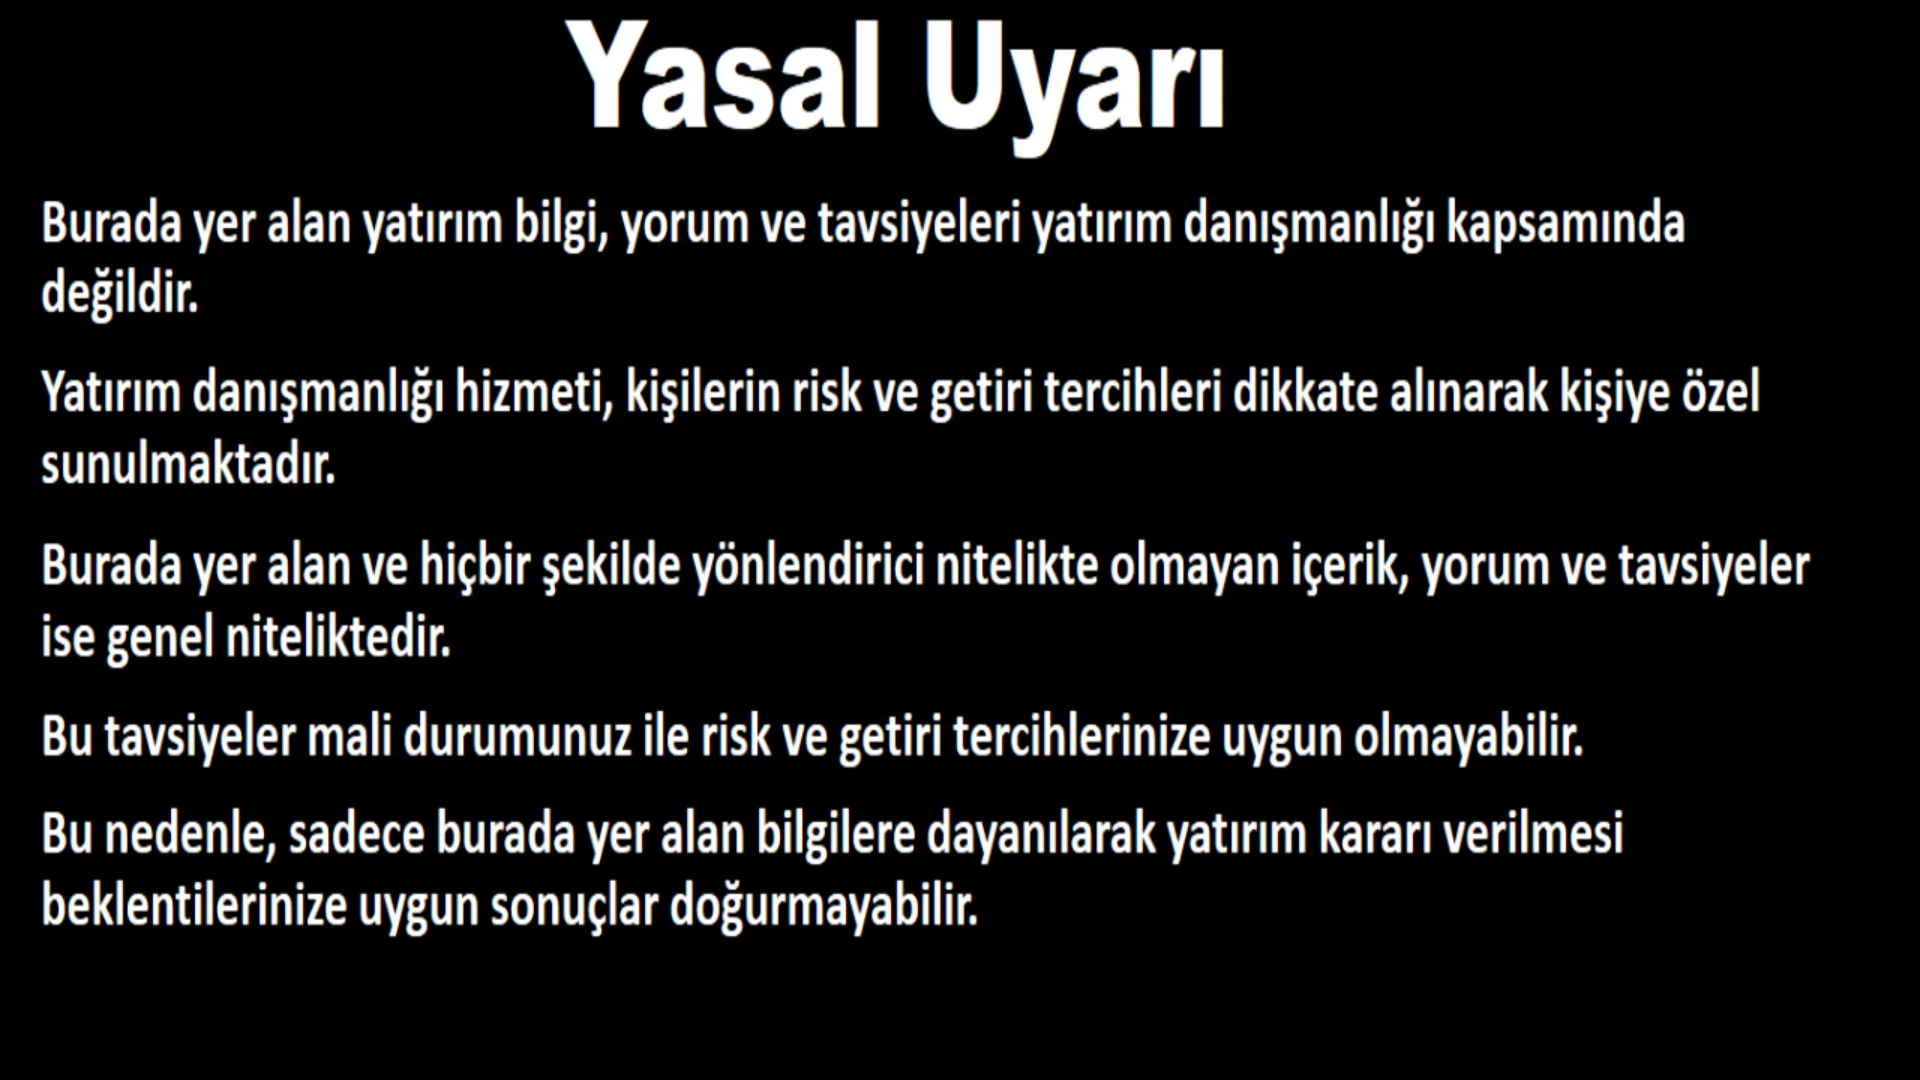 Yasal Uyarı
Burada yer alan yatırım bilgi, yorum ve tavsiyeleri yatırım danışmanlığı kapsamında
değildir.
Yatırım danışmanlığı hizmeti, kişilerin risk ve getiri tercihleri dikkate alınarak kişiye özel
sunulmaktadır.
Burada yer alan ve hiçbir şekilde yönlendirici nitelikte olmayan içerik, yorum ve tavsiyeler
ise genel niteliktedir.
Bu tavsiyeler mali durumunuz ile risk ve getiri tercihlerinize uygun olmayabilir.
Bu nedenle, sadece burada yer alan bilgilere dayanılarak yatırım kararı verilmesi
beklentilerinize uygun sonuçlar doğurmayabilir.